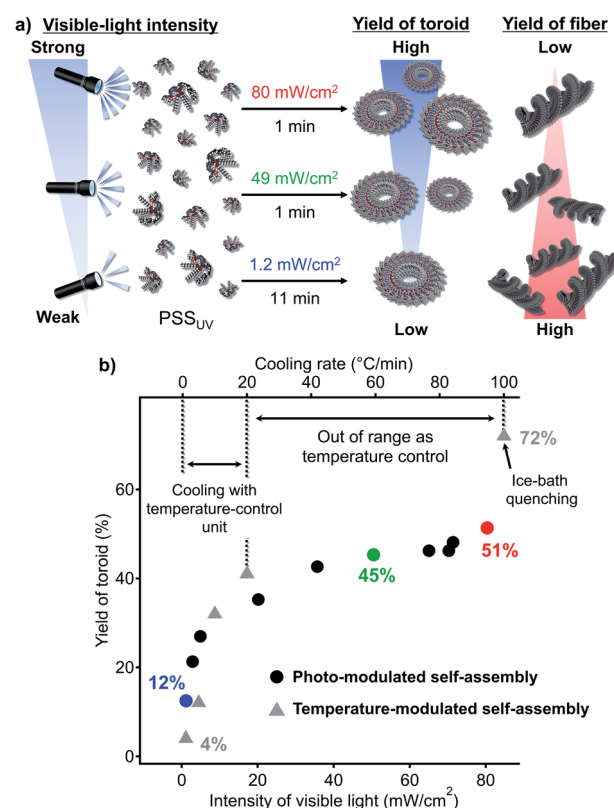 a) Visible-light intensity
Yield of toroid
Yield of fiber
Strong
High
Low
80 mW/cm²
1 min
49 mW/cm²
1 min
1.2 mW/cm²
11 min
Weak
PSS_UV
Low
High
b)
Cooling rate (°C/min)
0 20 40 60 80 100
Out of range as
temperature control
72%
Cooling with
temperature-control
unit
Ice-bath
quenching
60
51%
45%
40
20
12%
4%
0
Photo-modulated self-assembly
Temperature-modulated self-assembly
Yield of toroid (%)
0 20 40 60 80
Intensity of visible light (mW/cm²)